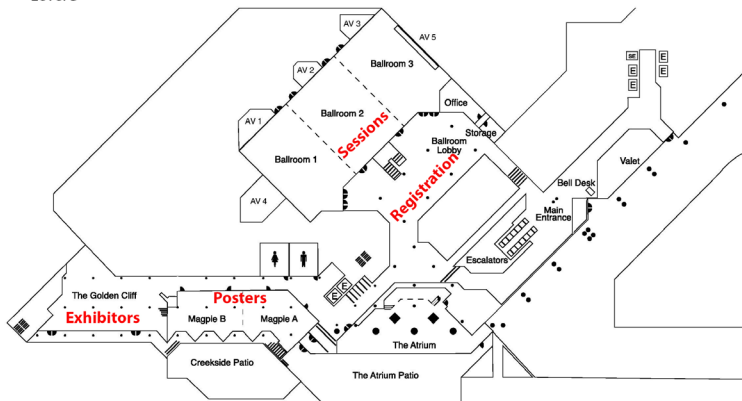 AV 3
AV 5
AV 2
Ballroom 3
Office
AV 1
Ballroom 2
Sessions
Storage
Ballroom
Lobby
Ballroom 1
Registration
Valet
AV 4
Bell Desk
Main
Entrance
Escalators
E
E
E
E
E
E
The Golden Cliff
Posters
Exhibitors
Magpie B
Magpie A
The Atrium
Creekside Patio
The Atrium Patio